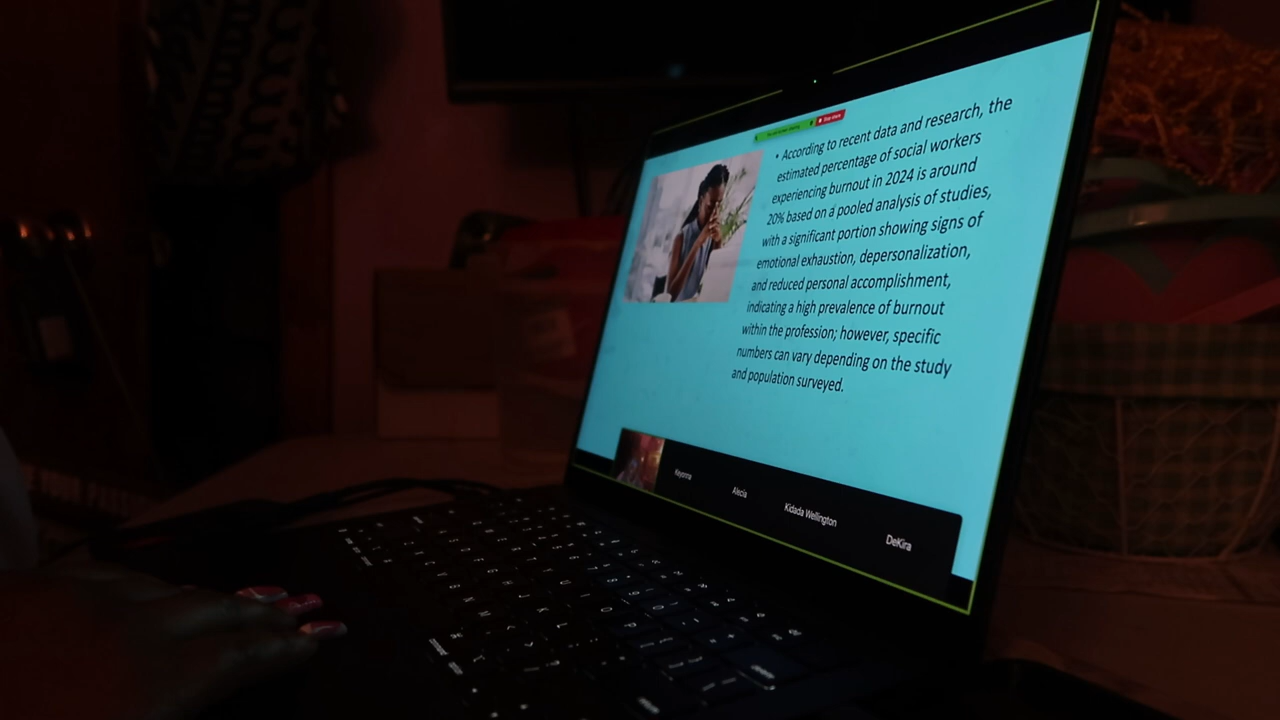 • According to recent data and research, the
estimated percentage of social workers
experiencing burnout in 2024 is around
20% based on a pooled analysis of studies,
with a significant portion showing signs of
emotional exhaustion, depersonalization,
and reduced personal accomplishment,
indicating a high prevalence of burnout
within the profession; however, specific
numbers can vary depending on the study
and population surveyed.
Keyonna
Alecia
Kidada Wellington
DeKira